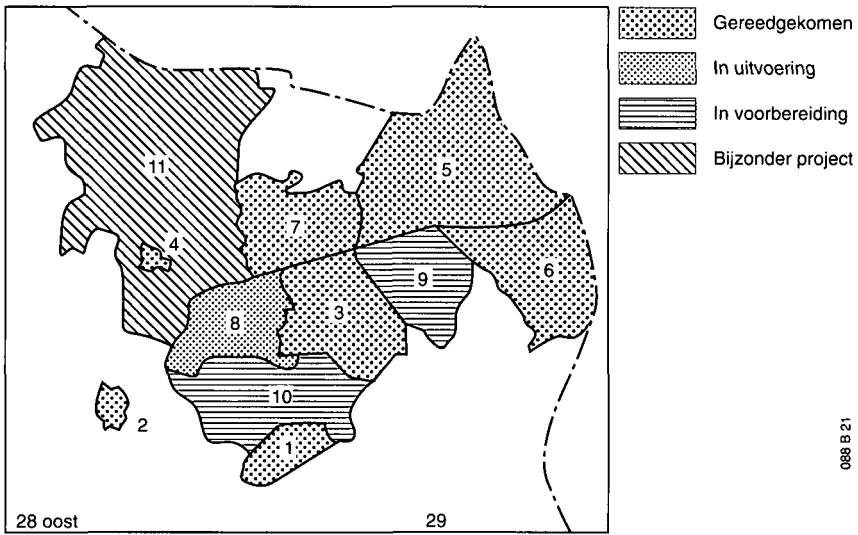 Gereedgekomen
In uitvoering
In voorbereiding
Bijzonder project
5
11
7
4
6
9
3
8
10
2
1
28 oost
29
088 B 21